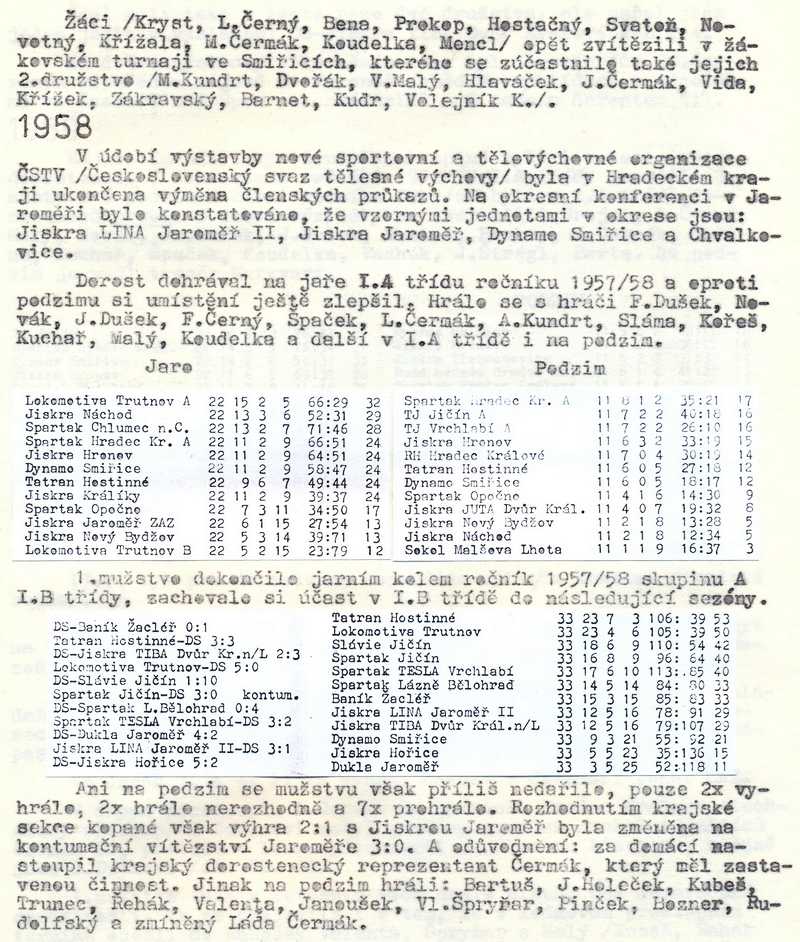 Žáci /Kryst, L.Černý, Bena, Prokop, Hostačný, Svatoň, No-
votný, Křížala, M.Čermák, Koudelka, Mencl/ opět zvítězili v žá-
kovském turnaji ve Smiřicích, kterého se zúčastnilo také jejich
2.družstvo /M.Kundrt, Dvořák, V.Malý, Hlaváček, J.Čermák, Vida,
Křížek, Zákravský, Barnet, Kudr, Volejník K./.
1958
V údobí výstavby nové sportovní a tělovýchovné organizace
ČSTV /Československý svaz tělesné výchovy/ byla v Hradeckém kra-
ji ukončena výměna členských průkazů. Na okresní konferenci v Ja-
roměři bylo konstatováno, že vzornými jednotami v okrese jsou:
Jiskra LINA Jaroměř II, Jiskra Jaroměř, Dynamo Smiřice a Chvalko-
vice.
Dorost dohrával na jaře I.A třídu ročníku 1957/58 a oproti
podzimu si umístění ještě zlepšil. Hrálo se s hráči F.Dušek, No-
vák, J.Dušek, F.Černý, Špaček, L.Čermák, A.Kundrt, Sláma, Kořeš,
Kuchař, Malý, Koudelka a další v I.A třídě i na podzim.
Jaro
Lokomotiva Trutnov A 22 15 2 5 66:29 32
Jiskra Náchod 22 13 3 6 52:31 29
Spartak Chlumec n.C. 22 13 2 7 71:46 28
Spartak Hradec Kr. A 22 11 2 9 66:51 24
Jiskra Hronov 22 11 2 9 64:51 24
Dynamo Smiřice 22 11 2 9 58:47 24
Tatran Hostinné 22 9 6 7 49:44 24
Jiskra Králíky 22 11 2 9 39:37 24
Spartak Opočno 22 7 3 11 34:50 17
Jiskra Jaroměř ZAZ 22 6 1 15 27:54 13
Jiskra Nový Bydžov 22 5 3 14 39:71 13
Lokomotiva Trutnov B 22 5 2 15 23:79 12
Podzim
Spartak Hradec Kr. A 11 8 1 2 35:21 17
TJ Jičín A 11 7 2 2 40:18 16
TJ Vrchlabí A 11 7 2 2 26:10 16
Jiskra Hronov 11 6 3 2 33:19 15
RH Hradec Králové 11 7 0 4 30:19 14
Tatran Hostinné 11 6 0 5 27:18 12
Dynamo Smiřice 11 6 0 5 18:17 12
Spartak Opočno 11 4 1 6 14:30 9
Jiskra JUTA Dvůr Král. 11 4 0 7 19:32 8
Jiskra Nový Bydžov 11 2 1 8 13:28 5
Jiskra Náchod 11 2 1 8 12:34 5
Sokol Malšova Lhota 11 1 1 9 16:37 3
1.mužstvo dokončilo jarním kolem ročník 1957/58 skupinu A
I.B třídy, zachovalo si účast v I.B třídě do následující sezóny.
DS-Baník Žacléř 0:1
Tatran Hostinné-DS 3:3
DS-Jiskra TIBA Dvůr Kr.n/L 2:3
Lokomotiva Trutnov-DS 5:0
DS-Slávie Jičín 1:10
Spartak Jičín-DS 3:0 kontum.
DS-Spartak L.Bělohrad 0:4
Spartak TESLA Vrchlabí-DS 3:2
DS-Dukla Jaroměř 4:2
Jiskra LINA Jaroměř II-DS 3:1
DS-Jiskra Hořice 5:2
Tatran Hostinné 33 23 7 3 106: 39 53
Lokomotiva Trutnov 33 23 4 6 105: 39 50
Slávie Jičín 33 18 6 9 110: 54 42
Spartak Jičín 33 16 8 9 96: 64 40
Spartak TESLA Vrchlabí 33 17 6 10 113: 85 40
Spartak Lázně Bělohrad 33 14 5 14 84: 80 33
Baník Žacléř 33 15 3 15 85: 83 33
Jiskra LINA Jaroměř II 33 12 5 16 78: 91 29
Jiskra TIBA Dvůr Král.n/L 33 12 5 16 79:107 29
Dynamo Smiřice 33 9 3 21 55: 92 21
Jiskra Hořice 33 5 5 23 35:136 15
Dukla Jaroměř 33 3 5 25 52:118 11
Ani na podzim se mužstvu však příliš nedařilo, pouze 2x vy-
hrálo, 2x hrálo nerozhodně a 7x prohrálo. Rozhodnutím krajské
sekce kopané však výhra 2:1 s Jiskrou Jaroměř byla změněna na
kontumační vítězství Jaroměře 3:0. A odůvodnění: za domácí na-
stoupil krajský dorostenecký reprezentant Čermák, který měl zasta-
venou činnost. Jinak na podzim hráli: Bartuš, J.Holeček, Kubeš,
Trunec, Řehák, Valenta, Janoušek, Vl.Špryřar, Pinček, Hozner, Ru-
dolfský a zmíněný Láďa Čermák.